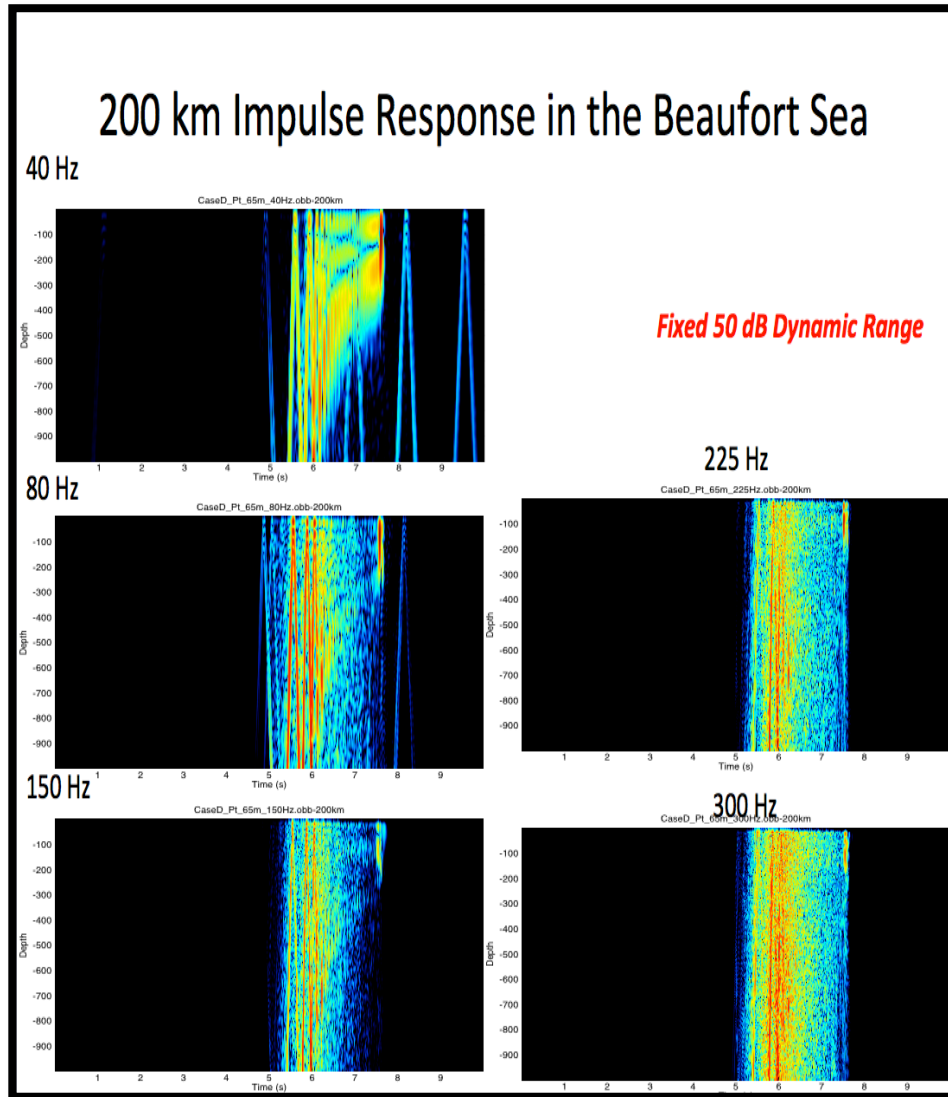 200 km Impulse Response in the Beaufort Sea
40 Hz
CaseD_Pt_65m_40Hz.obb-200km
-100
-200
-300
-400
-500
-600
-700
-800
-900
Depth
1 2 3 4 5 6 7 8 9
Time (s)
Fixed 50 dB Dynamic Range
80 Hz
CaseD_Pt_65m_80Hz.obb-200km
-100
-200
-300
-400
-500
-600
-700
-800
-900
Depth
1 2 3 4 5 6 7 8 9
Time (s)
225 Hz
CaseD_Pt_65m_225Hz.obb-200km
-100
-200
-300
-400
-500
-600
-700
-800
-900
Depth
1 2 3 4 5 6 7 8 9
Time (s)
150 Hz
CaseD_Pt_65m_150Hz.obb-200km
-100
-200
-300
-400
-500
-600
-700
-800
-900
Depth
1 2 3 4 5 6 7 8 9
Time (s)
300 Hz
CaseD_Pt_65m_300Hz.obb-200km
-100
-200
-300
-400
-500
-600
-700
-800
-900
Depth
1 2 3 4 5 6 7 8 9